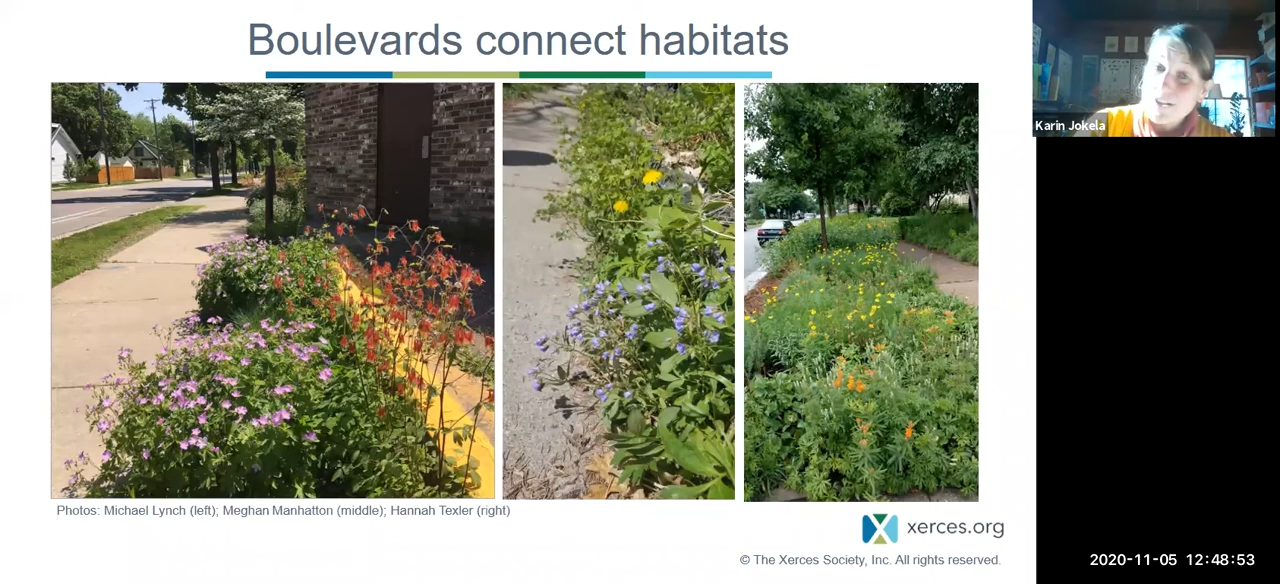 Boulevards connect habitats
Karin Jokela
Photos: Michael Lynch (left); Meghan Manhatton (middle); Hannah Texler (right)
xerces.org
© The Xerces Society, Inc. All rights reserved.
2020-11-05 12:48:53